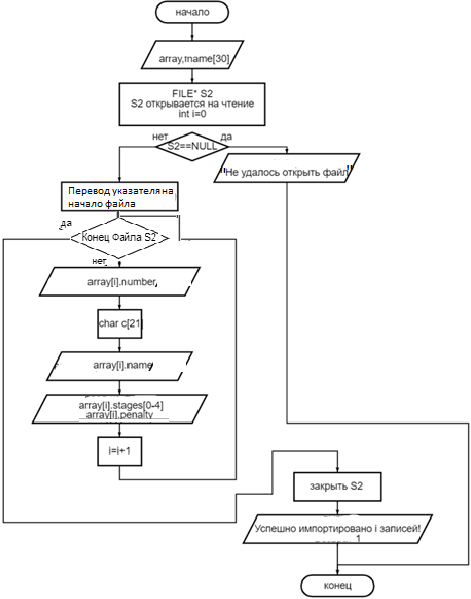 начало
array,fname[30]
FILE* S2
S2 открывается на чтение
int i=0
нет
да
S2==NULL
"Не удалось открыть файл"
Перевод указателя на
начало файла
да
Конец Файла S2
нет
array[i].number
char c[21]
array[i].name
array[i].stages[0-4]
array[i].penalty
i=i+1
закрыть S2
Успешно импортировано i записей!
1
конец